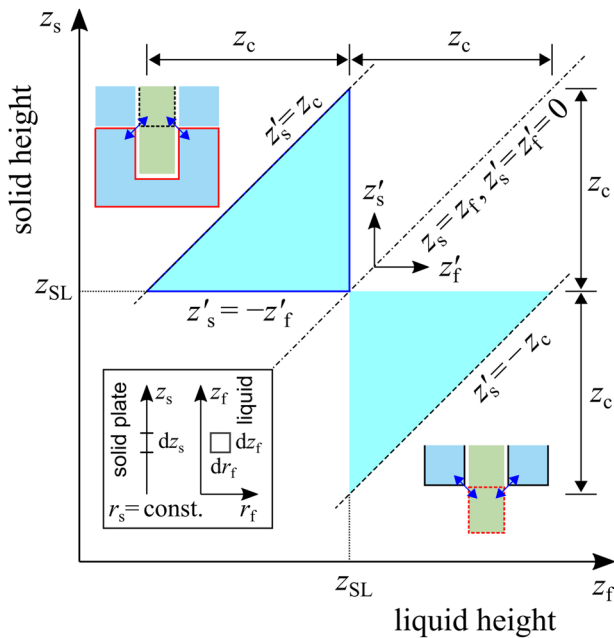 z_s
solid height
z_c
z_c
z'_s = z_c
z_s = z_f, z'_s = z'_f = 0
z_c
z'_s
z'_f
z_SL
z'_s = −z'_f
z'_s = −z_c
z_c
solid plate
z_s
dz_s
r_s = const.
z_f
liquid
dz_f
dr_f
r_f
z_SL
z_f
liquid height